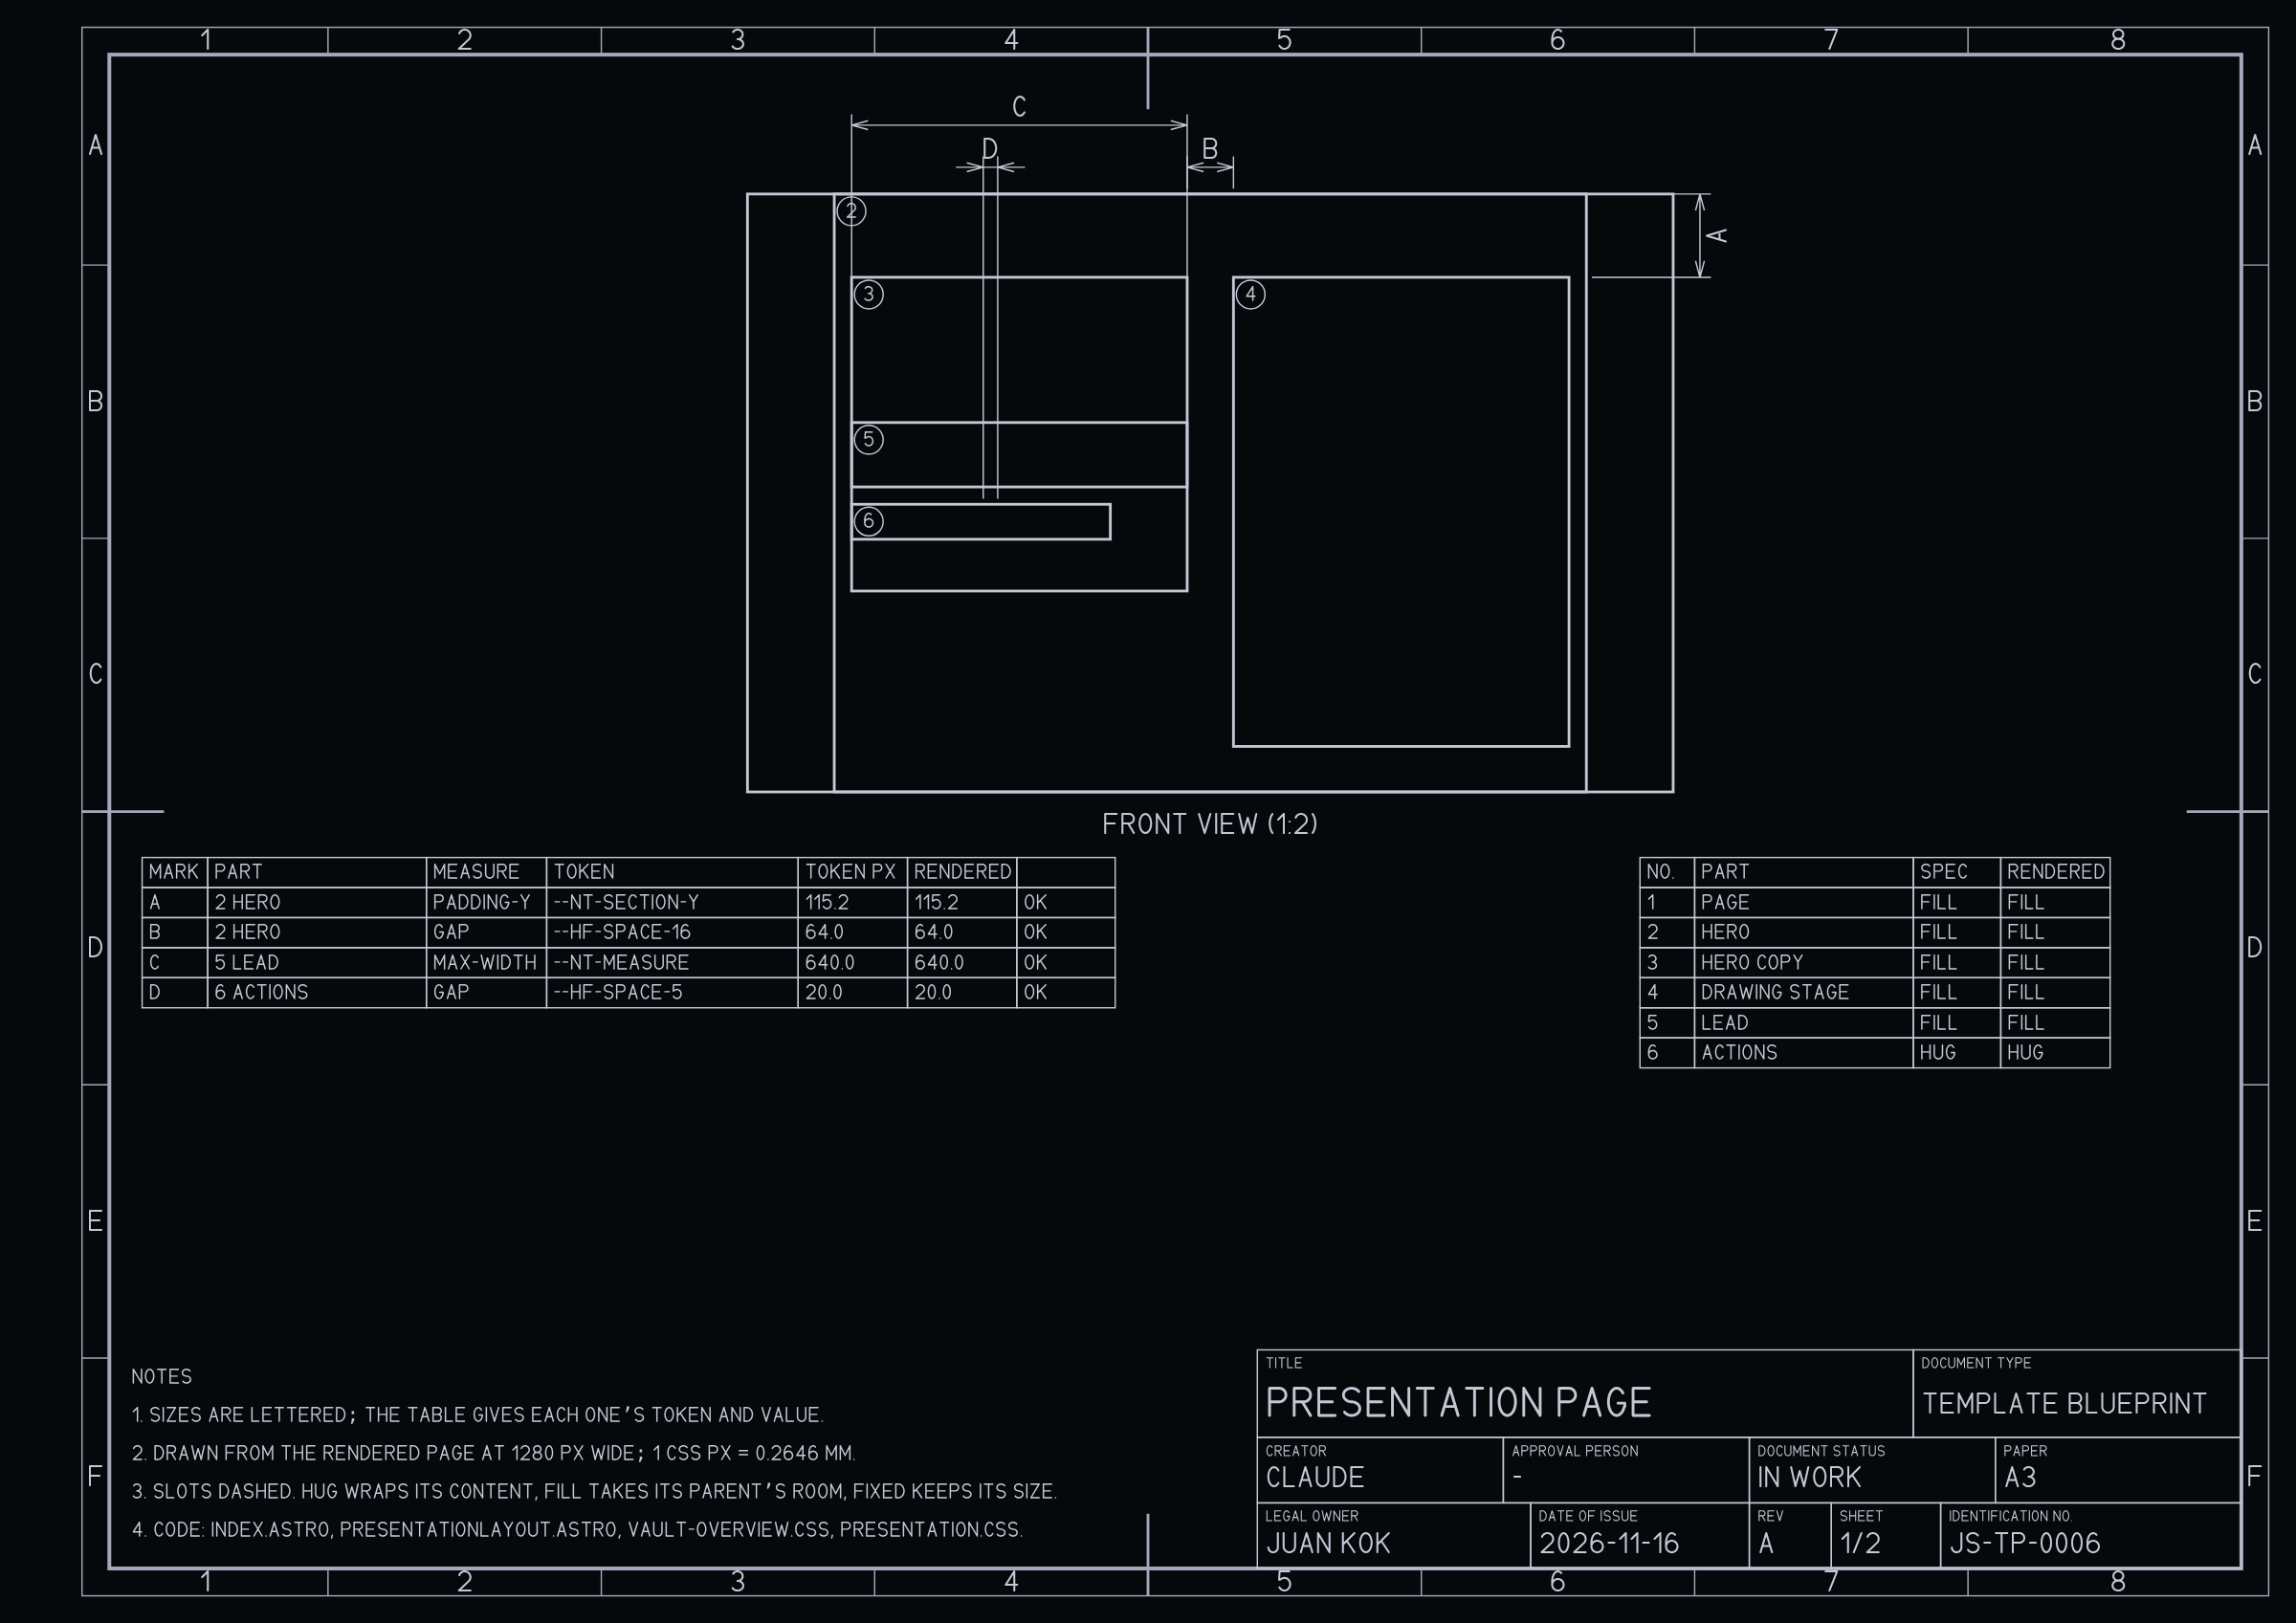 1 2 3 4 5 6 7 8
C
D B
A A
2
A
3 4
B B
5
6
C C
FRONT VIEW (1:2)
MARK PART MEASURE TOKEN TOKEN PX RENDERED
A 2 HERO PADDING-Y --NT-SECTION-Y 115.2 115.2 OK
B 2 HERO GAP --HF-SPACE-16 64.0 64.0 OK
C 5 LEAD MAX-WIDTH --NT-MEASURE 640.0 640.0 OK
D 6 ACTIONS GAP --HF-SPACE-5 20.0 20.0 OK
NO. PART SPEC RENDERED
1 PAGE FILL FILL
2 HERO FILL FILL
3 HERO COPY FILL FILL
4 DRAWING STAGE FILL FILL
5 LEAD FILL FILL
6 ACTIONS HUG HUG
D D
E E
NOTES
1. SIZES ARE LETTERED; THE TABLE GIVES EACH ONE'S TOKEN AND VALUE.
2. DRAWN FROM THE RENDERED PAGE AT 1280 PX WIDE; 1 CSS PX = 0.2646 MM.
3. SLOTS DASHED. HUG WRAPS ITS CONTENT, FILL TAKES ITS PARENT'S ROOM, FIXED KEEPS ITS SIZE.
4. CODE: INDEX.ASTRO, PRESENTATIONLAYOUT.ASTRO, VAULT-OVERVIEW.CSS, PRESENTATION.CSS.
TITLE
PRESENTATION PAGE
DOCUMENT TYPE
TEMPLATE BLUEPRINT
CREATOR
CLAUDE
APPROVAL PERSON
-
DOCUMENT STATUS
IN WORK
PAPER
A3
LEGAL OWNER
JUAN KOK
DATE OF ISSUE
2026-11-16
REV
A
SHEET
1/2
IDENTIFICATION NO.
JS-TP-0006
F F
1 2 3 4 5 6 7 8